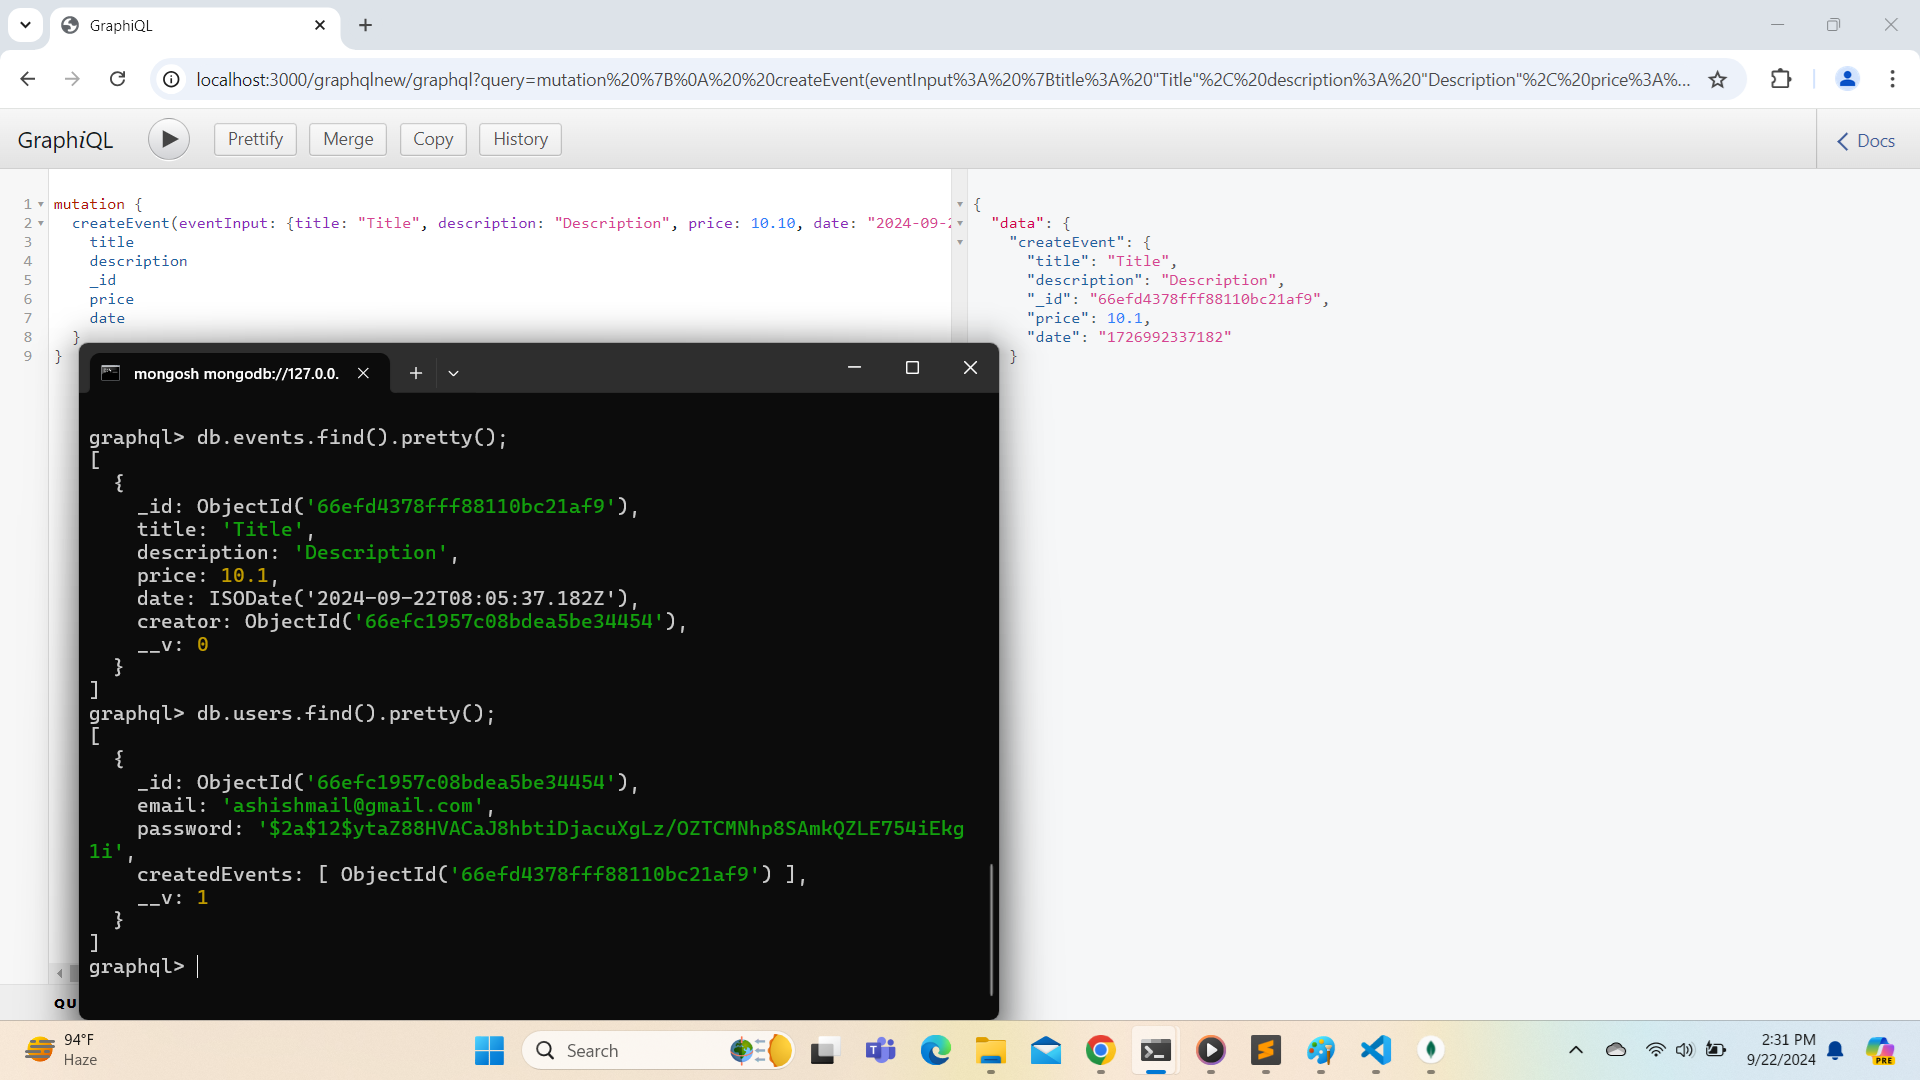 GraphiQL
localhost:3000/graphqlnew/graphql?query=mutation%20%7B%0A%20%20createEvent(eventInput%3A%20%7Btitle%3A%20"Title"%2C%20description%3A%20"Description"%2C%20price%3A%...
GraphiQL
Prettify
Merge
Copy
History
Docs
1 mutation {
2 createEvent(eventInput: {title: "Title", description: "Description", price: 10.10, date: "2024-09-2
3 title
4 description
5 _id
6 price
7 date
8 }
9 }
{
"data": {
"createEvent": {
"title": "Title",
"description": "Description",
"_id": "66efd4378fff88110bc21af9",
"price": 10.1,
"date": "1726992337182"
}
mongosh mongodb://127.0.0.
graphql> db.events.find().pretty();
[
{
_id: ObjectId('66efd4378fff88110bc21af9'),
title: 'Title',
description: 'Description',
price: 10.1,
date: ISODate('2024-09-22T08:05:37.182Z'),
creator: ObjectId('66efc1957c08bdea5be34454'),
__v: 0
}
]
graphql> db.users.find().pretty();
[
{
_id: ObjectId('66efc1957c08bdea5be34454'),
email: 'ashishmail@gmail.com',
password: '$2a$12$ytaZ88HVACaJ8hbtiDjacuXgLz/OZTCMNhp8SAmkQZLE754iEkg
1i',
createdEvents: [ ObjectId('66efd4378fff88110bc21af9') ],
__v: 1
}
]
graphql>
QU
94°F
Haze
Search
2:31 PM
9/22/2024
PRE